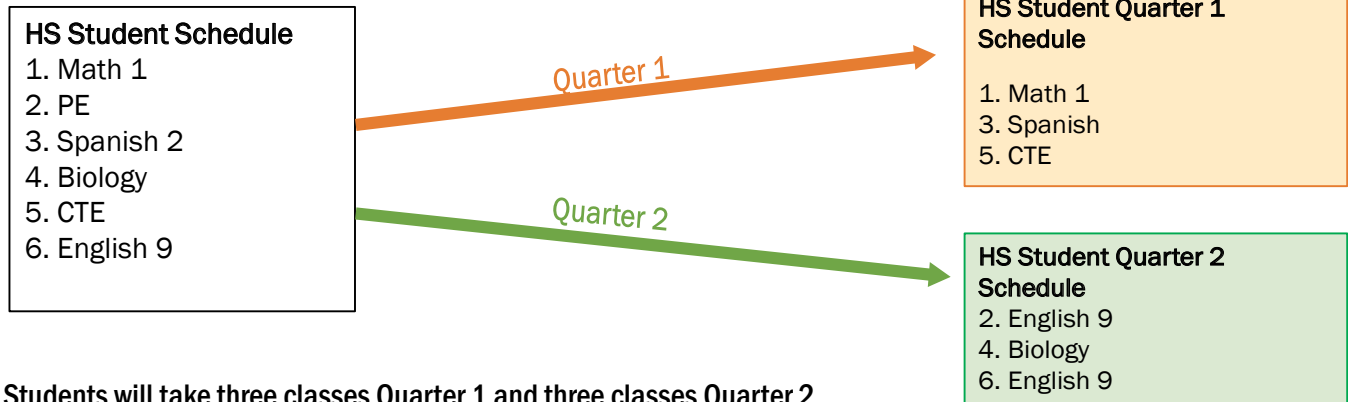 HS Student Schedule
1. Math 1
2. PE
3. Spanish 2
4. Biology
5. CTE
6. English 9
Quarter 1
Quarter 2
HS Student Quarter 1
Schedule
1. Math 1
3. Spanish
5. CTE
HS Student Quarter 2
Schedule
2. English 9
4. Biology
6. English 9
Students will take three classes Quarter 1 and three classes Quarter 2